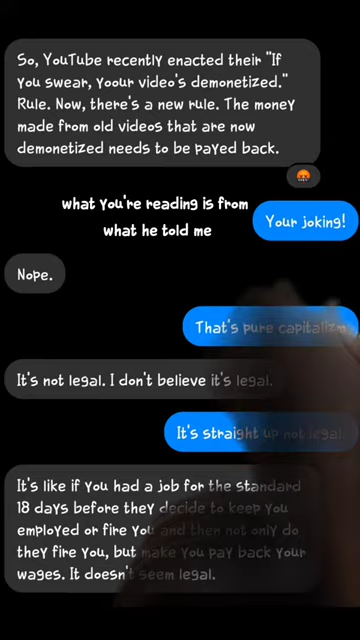 So, YouTube recently enacted their "If
you swear, yoour video's demonetized."
Rule. Now, there's a new rule. The money
made from old videos that are now
demonetized needs to be payed back.
what you're reading is from
what he told me
Your joking!
Nope.
That's pure capitalizm
It's not legal. I don't believe it's legal.
It's straight up not legal.
It's like if you had a job for the standard
18 days before they decide to keep you
employed or fire you and then not only do
they fire you, but make you pay back your
wages. It doesn't seem legal.